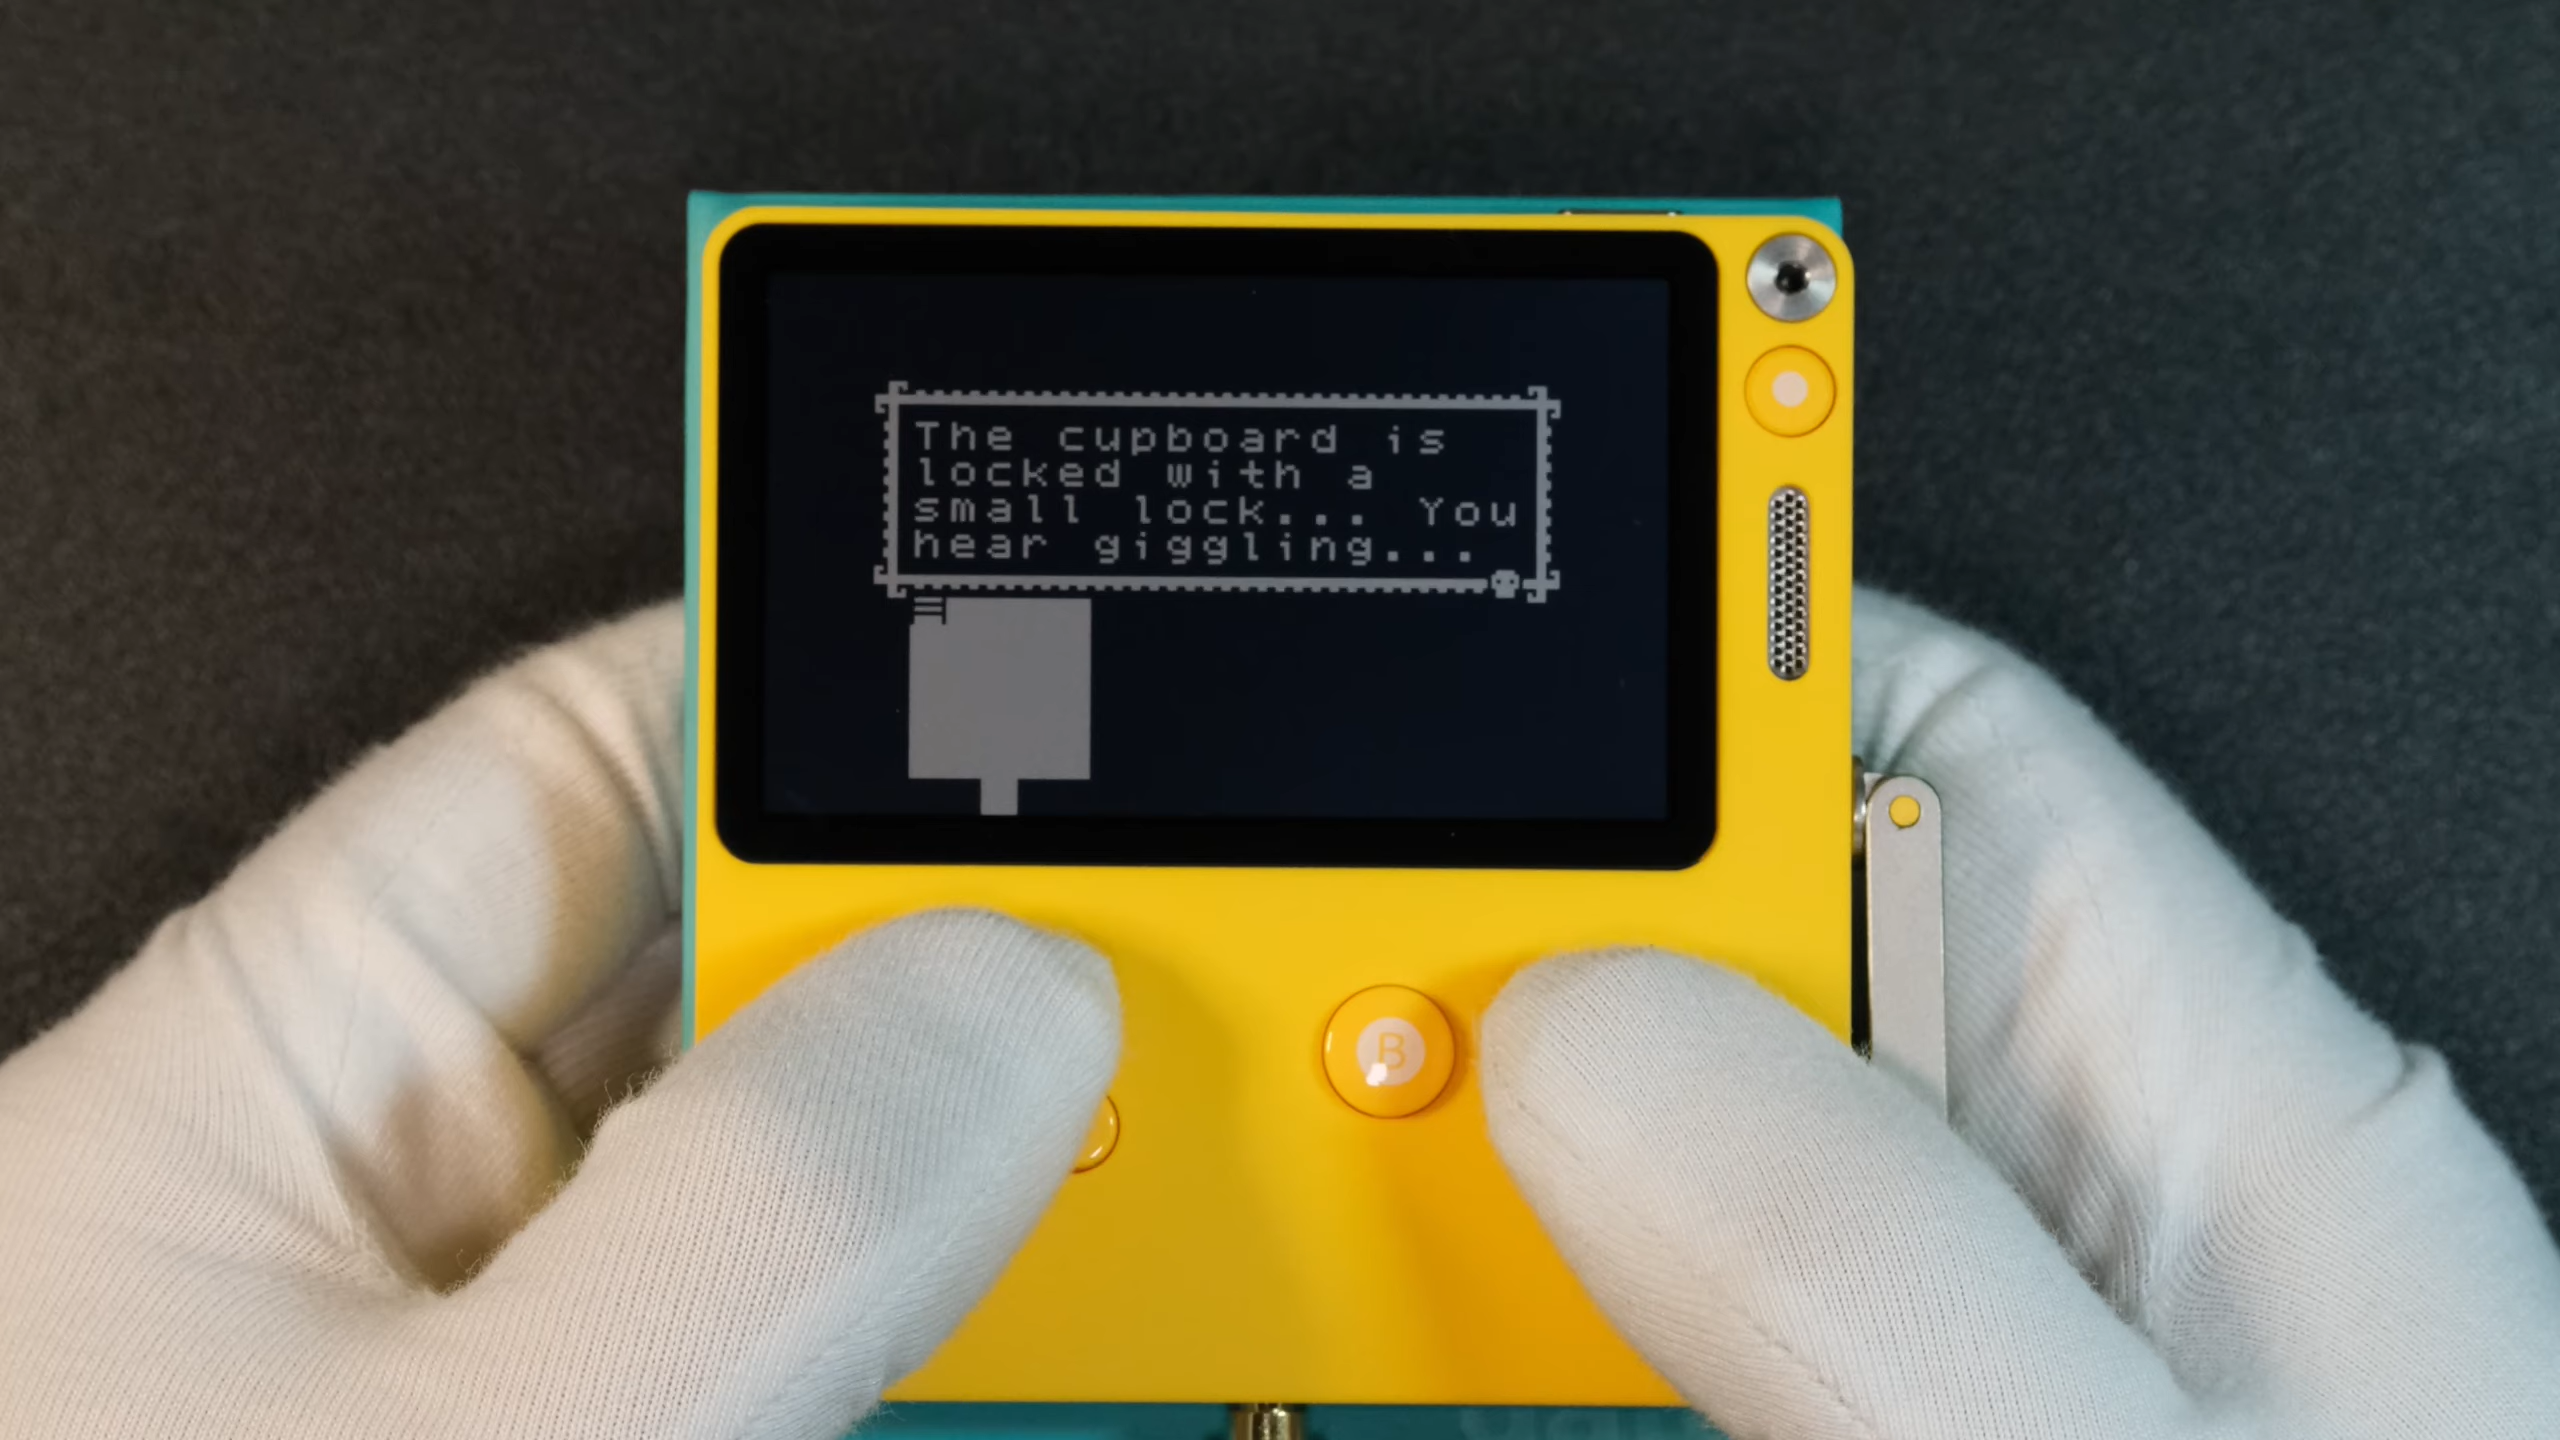 The cupboard is
locked with a
small lock... You
hear giggling...
B